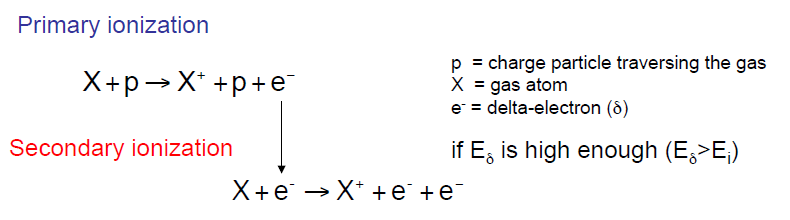 Primary ionization
X+p→X⁺+p+e⁻
p = charge particle traversing the gas
X = gas atom
e⁻ = delta-electron (δ)
Secondary ionization
if E_δ is high enough (E_δ>E_i)
X+e⁻→X⁺+e⁻+e⁻